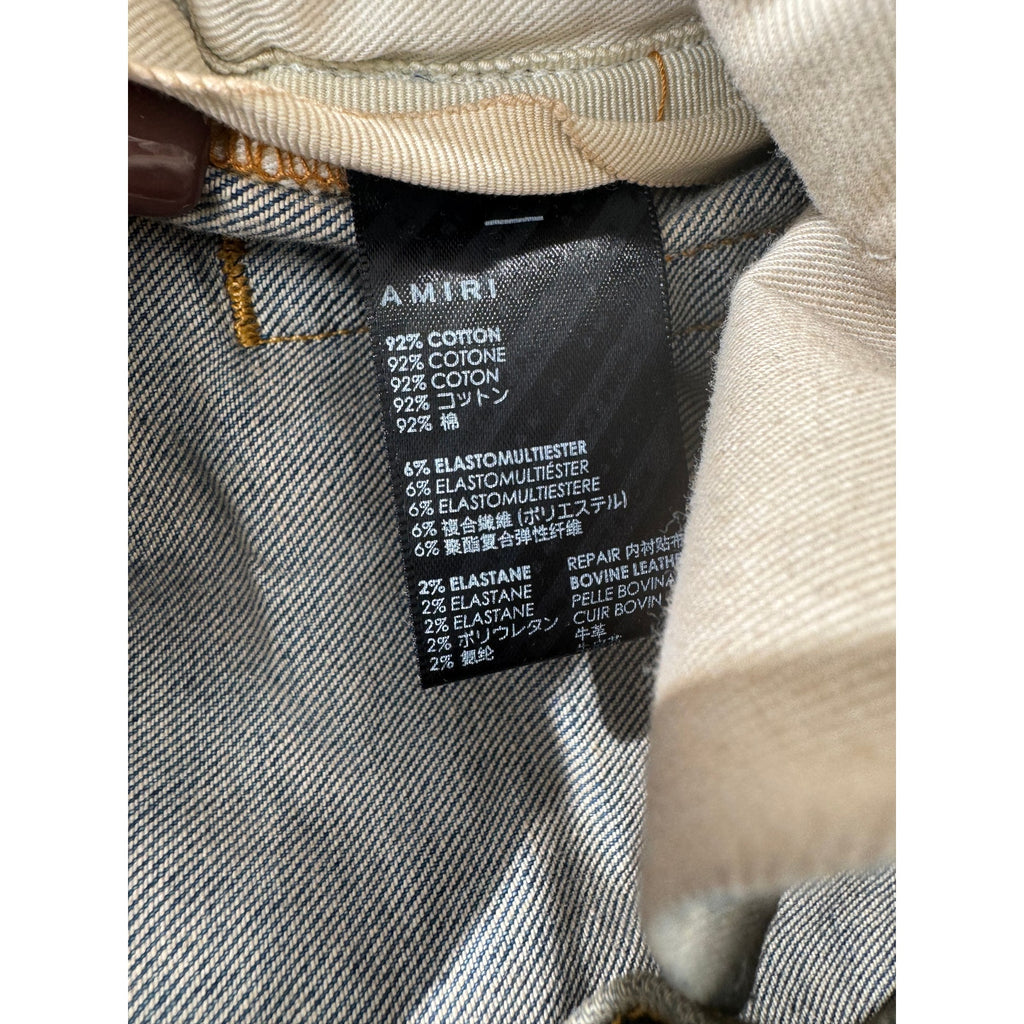 AMIRI
92% COTTON
92% COTONE
92% COTON
92% コットン
92% 棉
6% ELASTOMULTIESTER
6% ELASTOMULTIÉSTER
6% ELASTOMULTIESTERE
6% 複合繊維 (ポリエステル)
6% 聚酯复合弹性纤维
2% ELASTANE
2% ELASTANE
2% ELASTANE
2% ポリウレタン
2% 氨纶
REPAIR 内衬贴布
BOVINE LEATH
PELLE BOVINA
CUIR BOVIN
牛革